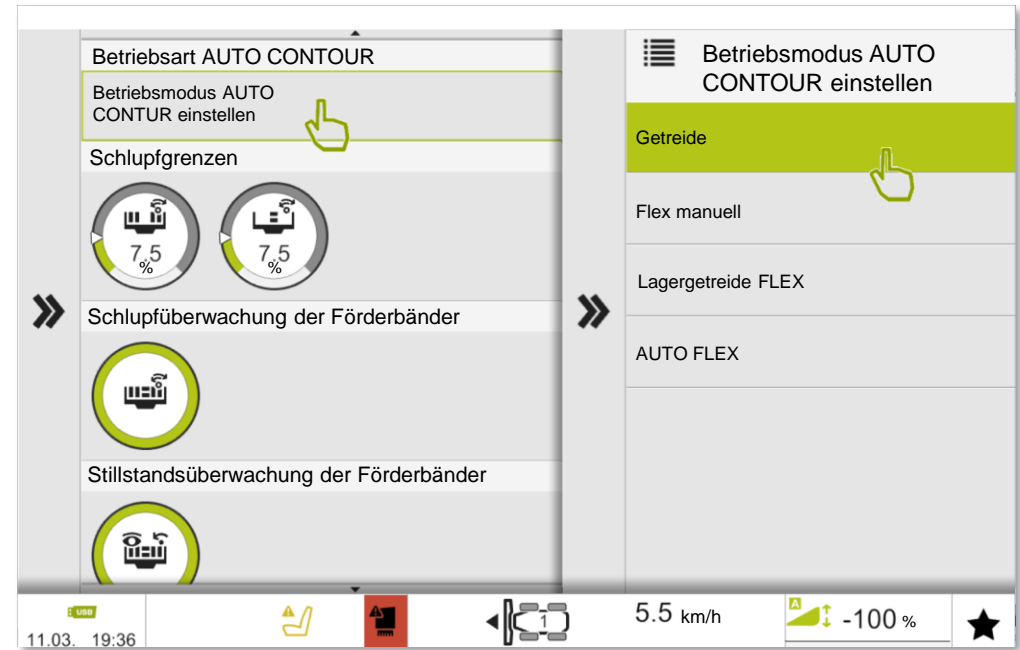 Betriebsart AUTO CONTOUR
Betriebsmodus AUTO
CONTUR einstellen
Schlupfgrenzen
7,5
%
7,5
%
Schlupfüberwachung der Förderbänder
Stillstandsüberwachung der Förderbänder
Betriebsmodus AUTO
CONTOUR einstellen
Getreide
Flex manuell
Lagergetreide FLEX
AUTO FLEX
USB
11.03. 19:36
1
5.5 km/h
A
-100 %